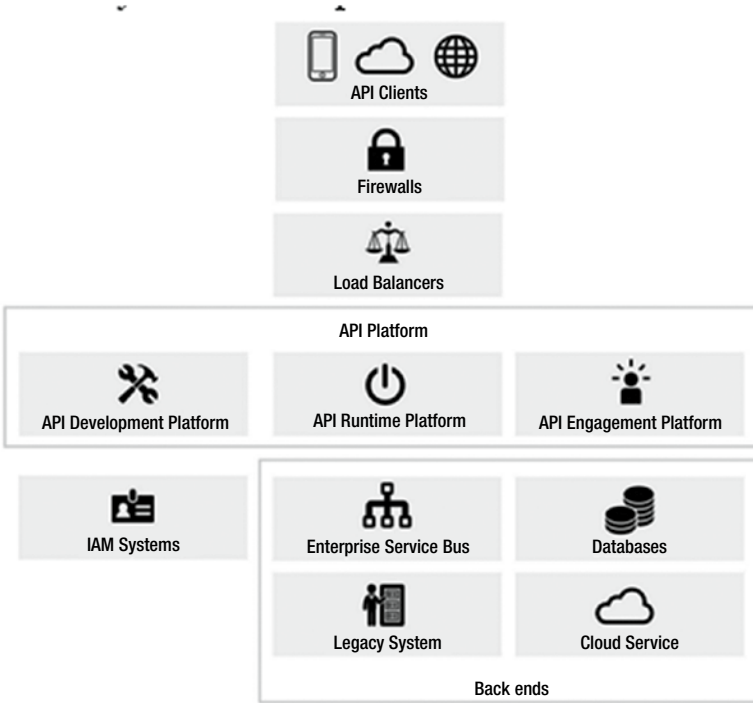 API Clients
Firewalls
Load Balancers
API Platform
API Development Platform
API Runtime Platform
API Engagement Platform
IAM Systems
Enterprise Service Bus
Databases
Legacy System
Cloud Service
Back ends